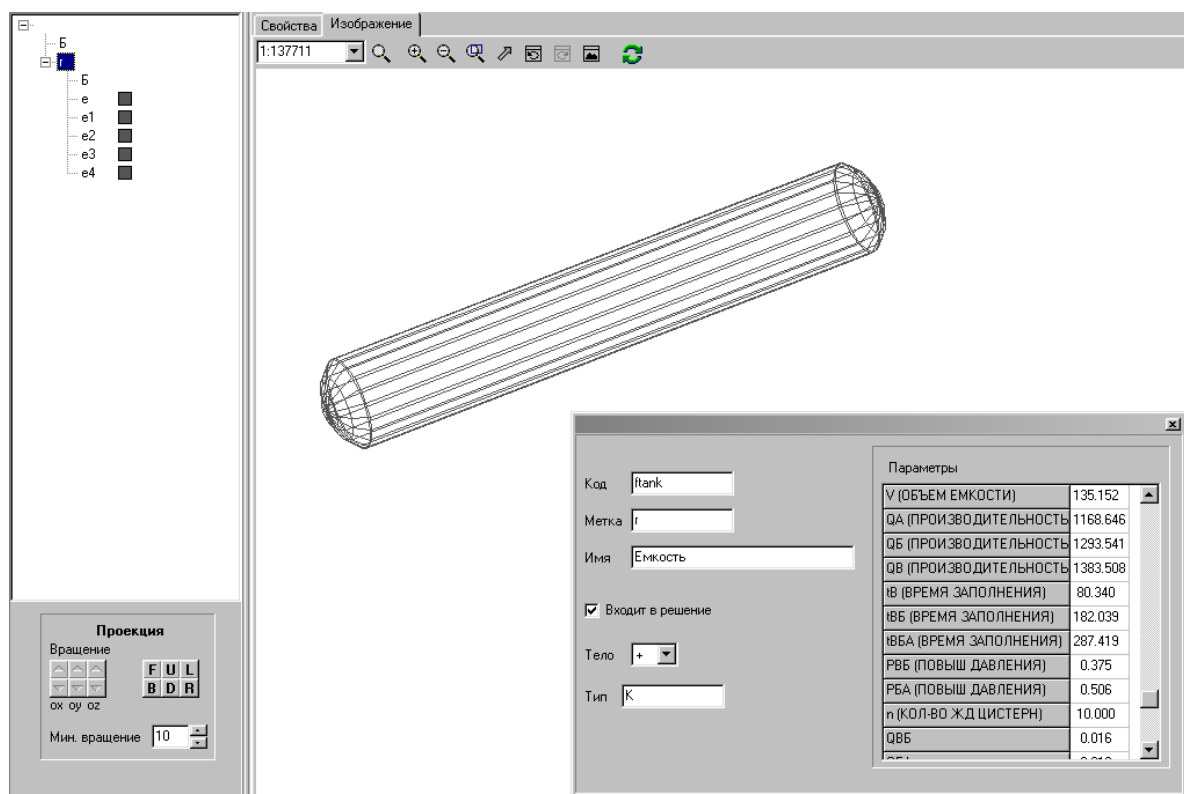 Б
г
Б
е
е1
е2
е3
е4
Проекция
Вращение
F U L
B D R
ox oy oz
Мин. вращение 10
Свойства Изображение
1:137711
Код ftank
Метка г
Имя Емкость
Входит в решение
Тело +
Тип K
Параметры
V (ОБЪЕМ ЕМКОСТИ) 135.152
QА (ПРОИЗВОДИТЕЛЬНОСТЬ 1168.646
QБ (ПРОИЗВОДИТЕЛЬНОСТЬ 1293.541
QВ (ПРОИЗВОДИТЕЛЬНОСТЬ 1383.508
tВ (ВРЕМЯ ЗАПОЛНЕНИЯ) 80.340
tВБ (ВРЕМЯ ЗАПОЛНЕНИЯ) 182.039
tВБА (ВРЕМЯ ЗАПОЛНЕНИЯ) 287.419
РВБ (ПОВЫШ ДАВЛЕНИЯ) 0.375
РБА (ПОВЫШ ДАВЛЕНИЯ) 0.506
n (КОЛ-ВО ЖД ЦИСТЕРН) 10.000
QВБ 0.016